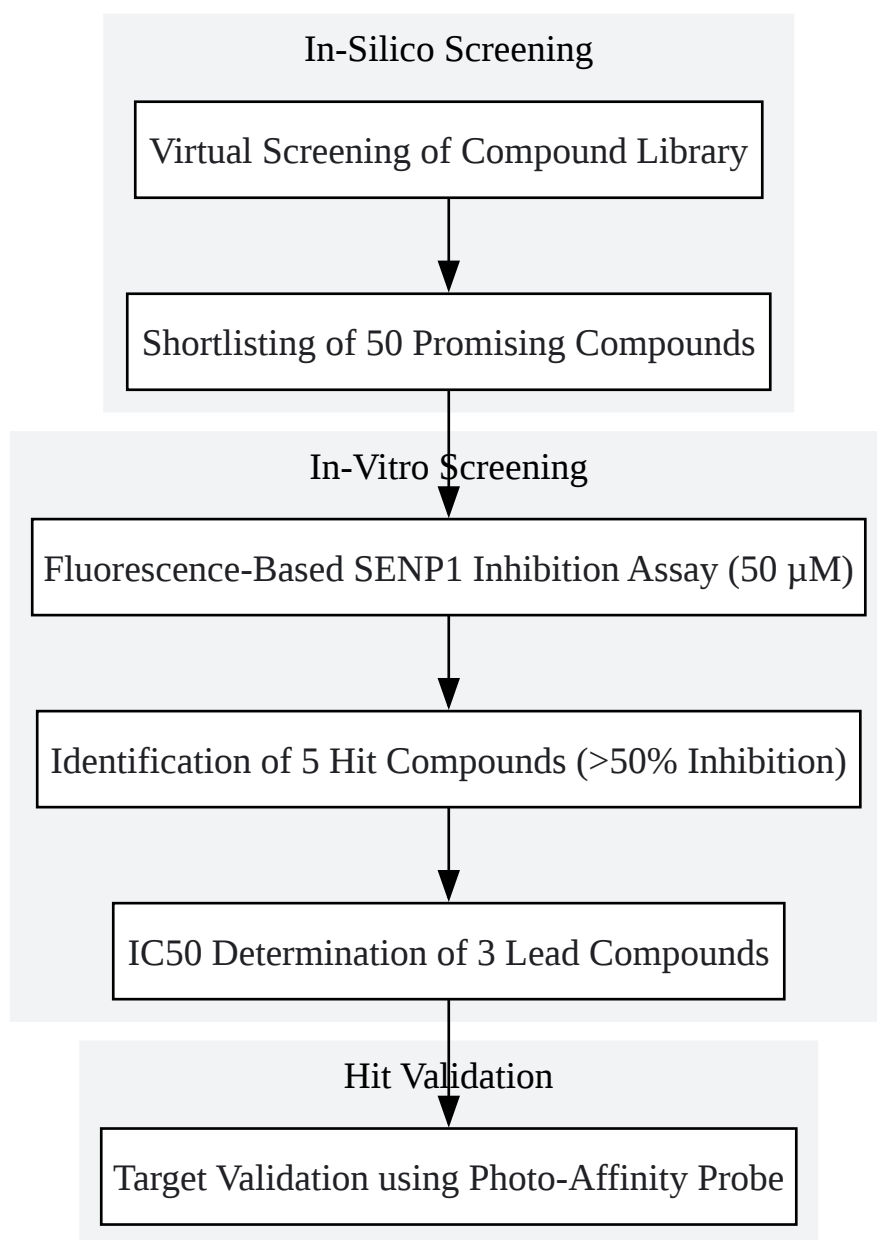 In-Silico Screening
Virtual Screening of Compound Library
Shortlisting of 50 Promising Compounds
In-Vitro Screening
Fluorescence-Based SENP1 Inhibition Assay (50 µM)
Identification of 5 Hit Compounds (>50% Inhibition)
IC50 Determination of 3 Lead Compounds
Hit Validation
Target Validation using Photo-Affinity Probe